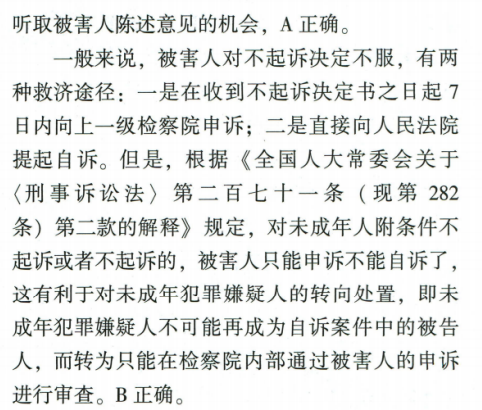 听取被害人陈述意见的机会，A 正确。
一般来说，被害人对不起诉决定不服，有两
种救济途径：一是在收到不起诉决定书之日起 7
日内向上一级检察院申诉；二是直接向人民法院
提起自诉。但是，根据《全国人大常委会关于
〈刑事诉讼法〉第二百七十一条（现第 282
条）第二款的解释》规定，对未成年人附条件不
起诉或者不起诉的，被害人只能申诉不能自诉了，
这有利于对未成年犯罪嫌疑人的转向处置，即未
成年犯罪嫌疑人不可能再成为自诉案件中的被告
人，而转为只能在检察院内部通过被害人的申诉
进行审查。B 正确。